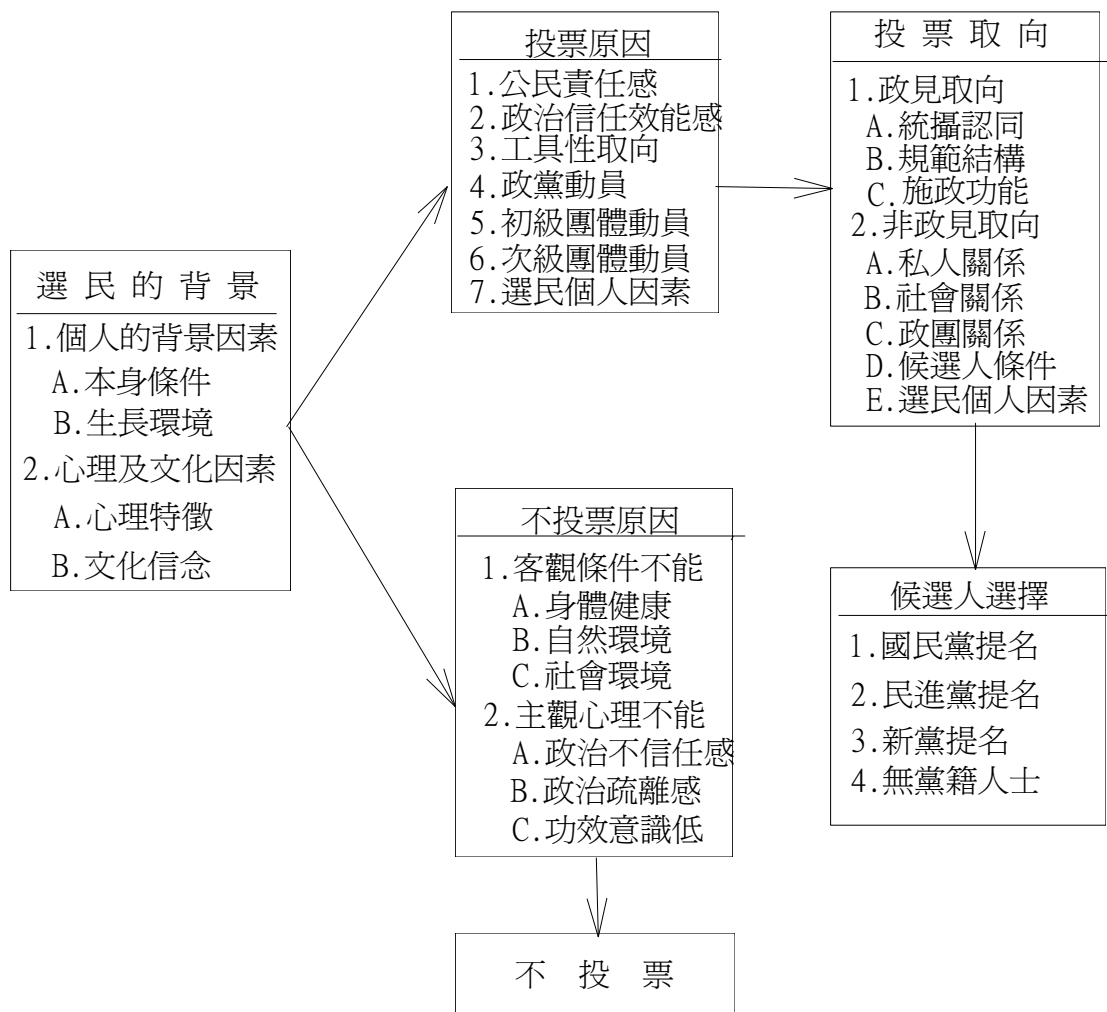 選民的背景
1.個人的背景因素
A.本身條件
B.生長環境
2.心理及文化因素
A.心理特徵
B.文化信念
投票原因
1.公民責任感
2.政治信任效能感
3.工具性取向
4.政黨動員
5.初級團體動員
6.次級團體動員
7.選民個人因素
投票取向
1.政見取向
A.統攝認同
B.規範結構
C.施政功能
2.非政見取向
A.私人關係
B.社會關係
C.政團關係
D.候選人條件
E.選民個人因素
不投票原因
1.客觀條件不能
A.身體健康
B.自然環境
C.社會環境
2.主觀心理不能
A.政治不信任感
B.政治疏離感
C.功效意識低
候選人選擇
1.國民黨提名
2.民進黨提名
3.新黨提名
4.無黨籍人士
不投票